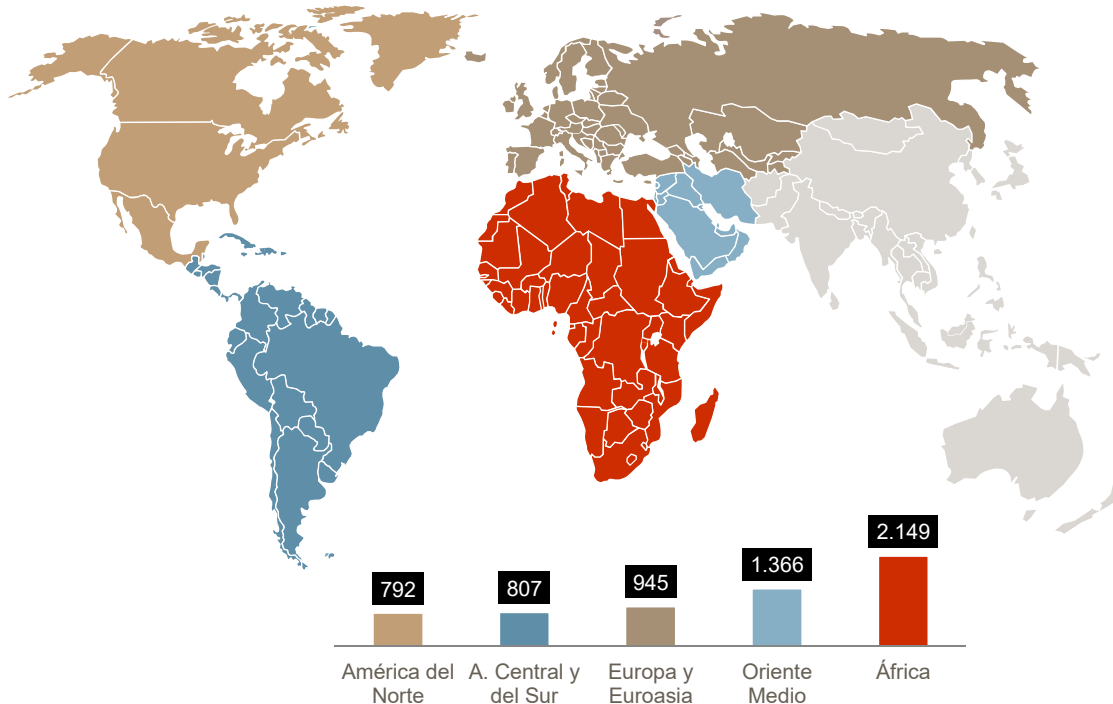 792
807
945
1.366
2.149
América del
Norte
A. Central y
del Sur
Europa y
Euroasia
Oriente
Medio
África